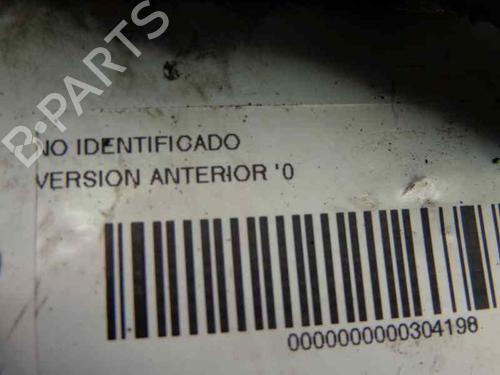 B-PARTS
NO IDENTIFICADO
VERSION ANTERIOR '0
0000000000304198